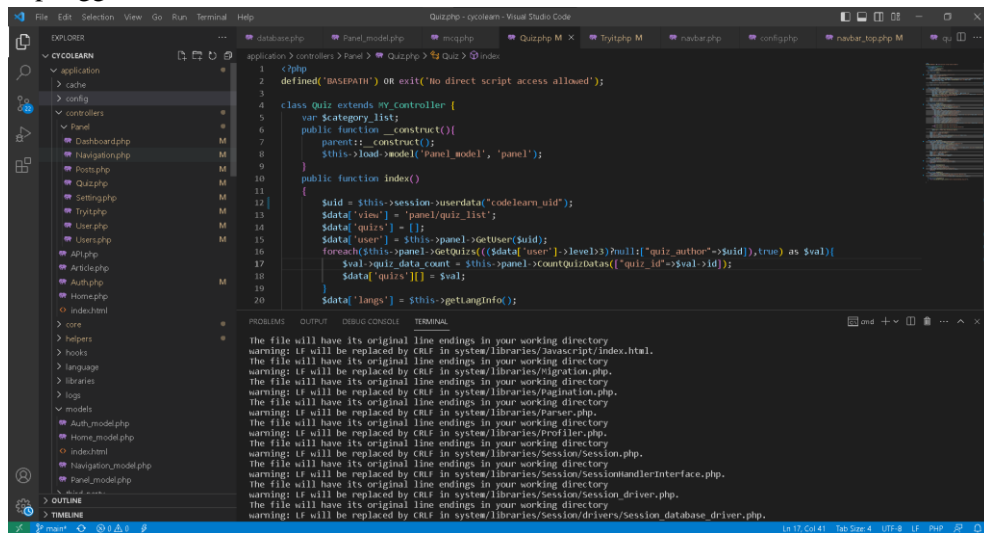 File Edit Selection View Go Run Terminal Help
Quiz.php - cycolearn - Visual Studio Code
EXPLORER
database.php Panel_model.php mcq.php Quiz.php M Tryit.php M navbar.php config.php navbar_top.php M qu
CYCOLEARN
application > controllers > Panel > Quiz.php > Quiz > index
application
cache
config
controllers
Panel
Dashboard.php M
Navigation.php M
Posts.php M
Quiz.php M
Setting.php M
Tryit.php M
User.php M
Users.php M
API.php
Article.php
Auth.php M
Home.php
index.html
core
helpers
hooks
language
libraries
logs
models
Auth_model.php
Home_model.php
index.html
Navigation_model.php
Panel_model.php
OUTLINE
TIMELINE
1 <?php
2 defined('BASEPATH') OR exit('No direct script access allowed');
3
4 class Quiz extends MY_Controller {
5 var $category_list;
6 public function __construct(){
7 parent::__construct();
8 $this->load->model('Panel_model', 'panel');
9 }
10 public function index()
11 {
12 $uid = $this->session->userdata("codelearn_uid");
13 $data['view'] = 'panel/quiz_list';
14 $data['quizs'] = [];
15 $data['user'] = $this->panel->GetUser($uid);
16 foreach($this->panel->GetQuizs((($data['user']->level>3)?null:["quiz_author"=>$uid]),true) as $val){
17 $val->quiz_data_count = $this->panel->CountQuizDatas(["quiz_id"=>$val->id]);
18 $data['quizs'][] = $val;
19 }
20 $data['langs'] = $this->getLangInfo();
PROBLEMS OUTPUT DEBUG CONSOLE TERMINAL
cmd
The file will have its original line endings in your working directory
warning: LF will be replaced by CRLF in system/libraries/Javascript/index.html.
The file will have its original line endings in your working directory
warning: LF will be replaced by CRLF in system/libraries/Migration.php.
The file will have its original line endings in your working directory
warning: LF will be replaced by CRLF in system/libraries/Pagination.php.
The file will have its original line endings in your working directory
warning: LF will be replaced by CRLF in system/libraries/Parser.php.
The file will have its original line endings in your working directory
warning: LF will be replaced by CRLF in system/libraries/Profiler.php.
The file will have its original line endings in your working directory
warning: LF will be replaced by CRLF in system/libraries/Session/Session.php.
The file will have its original line endings in your working directory
warning: LF will be replaced by CRLF in system/libraries/Session/SessionHandlerInterface.php.
The file will have its original line endings in your working directory
warning: LF will be replaced by CRLF in system/libraries/Session/Session_driver.php.
The file will have its original line endings in your working directory
warning: LF will be replaced by CRLF in system/libraries/Session/drivers/Session_database_driver.php.
main* 0 0 Ln 17, Col 41 Tab Size: 4 UTF-8 LF PHP